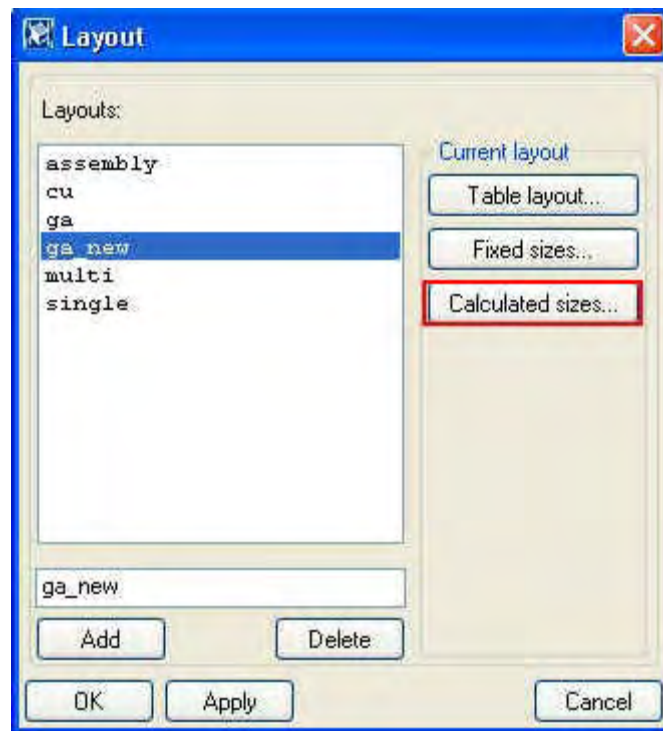 Layout
Layouts:
assembly
cu
ga
ga_new
multi
single
ga_new
Add
Delete
Current layout
Table layout...
Fixed sizes...
Calculated sizes...
OK
Apply
Cancel